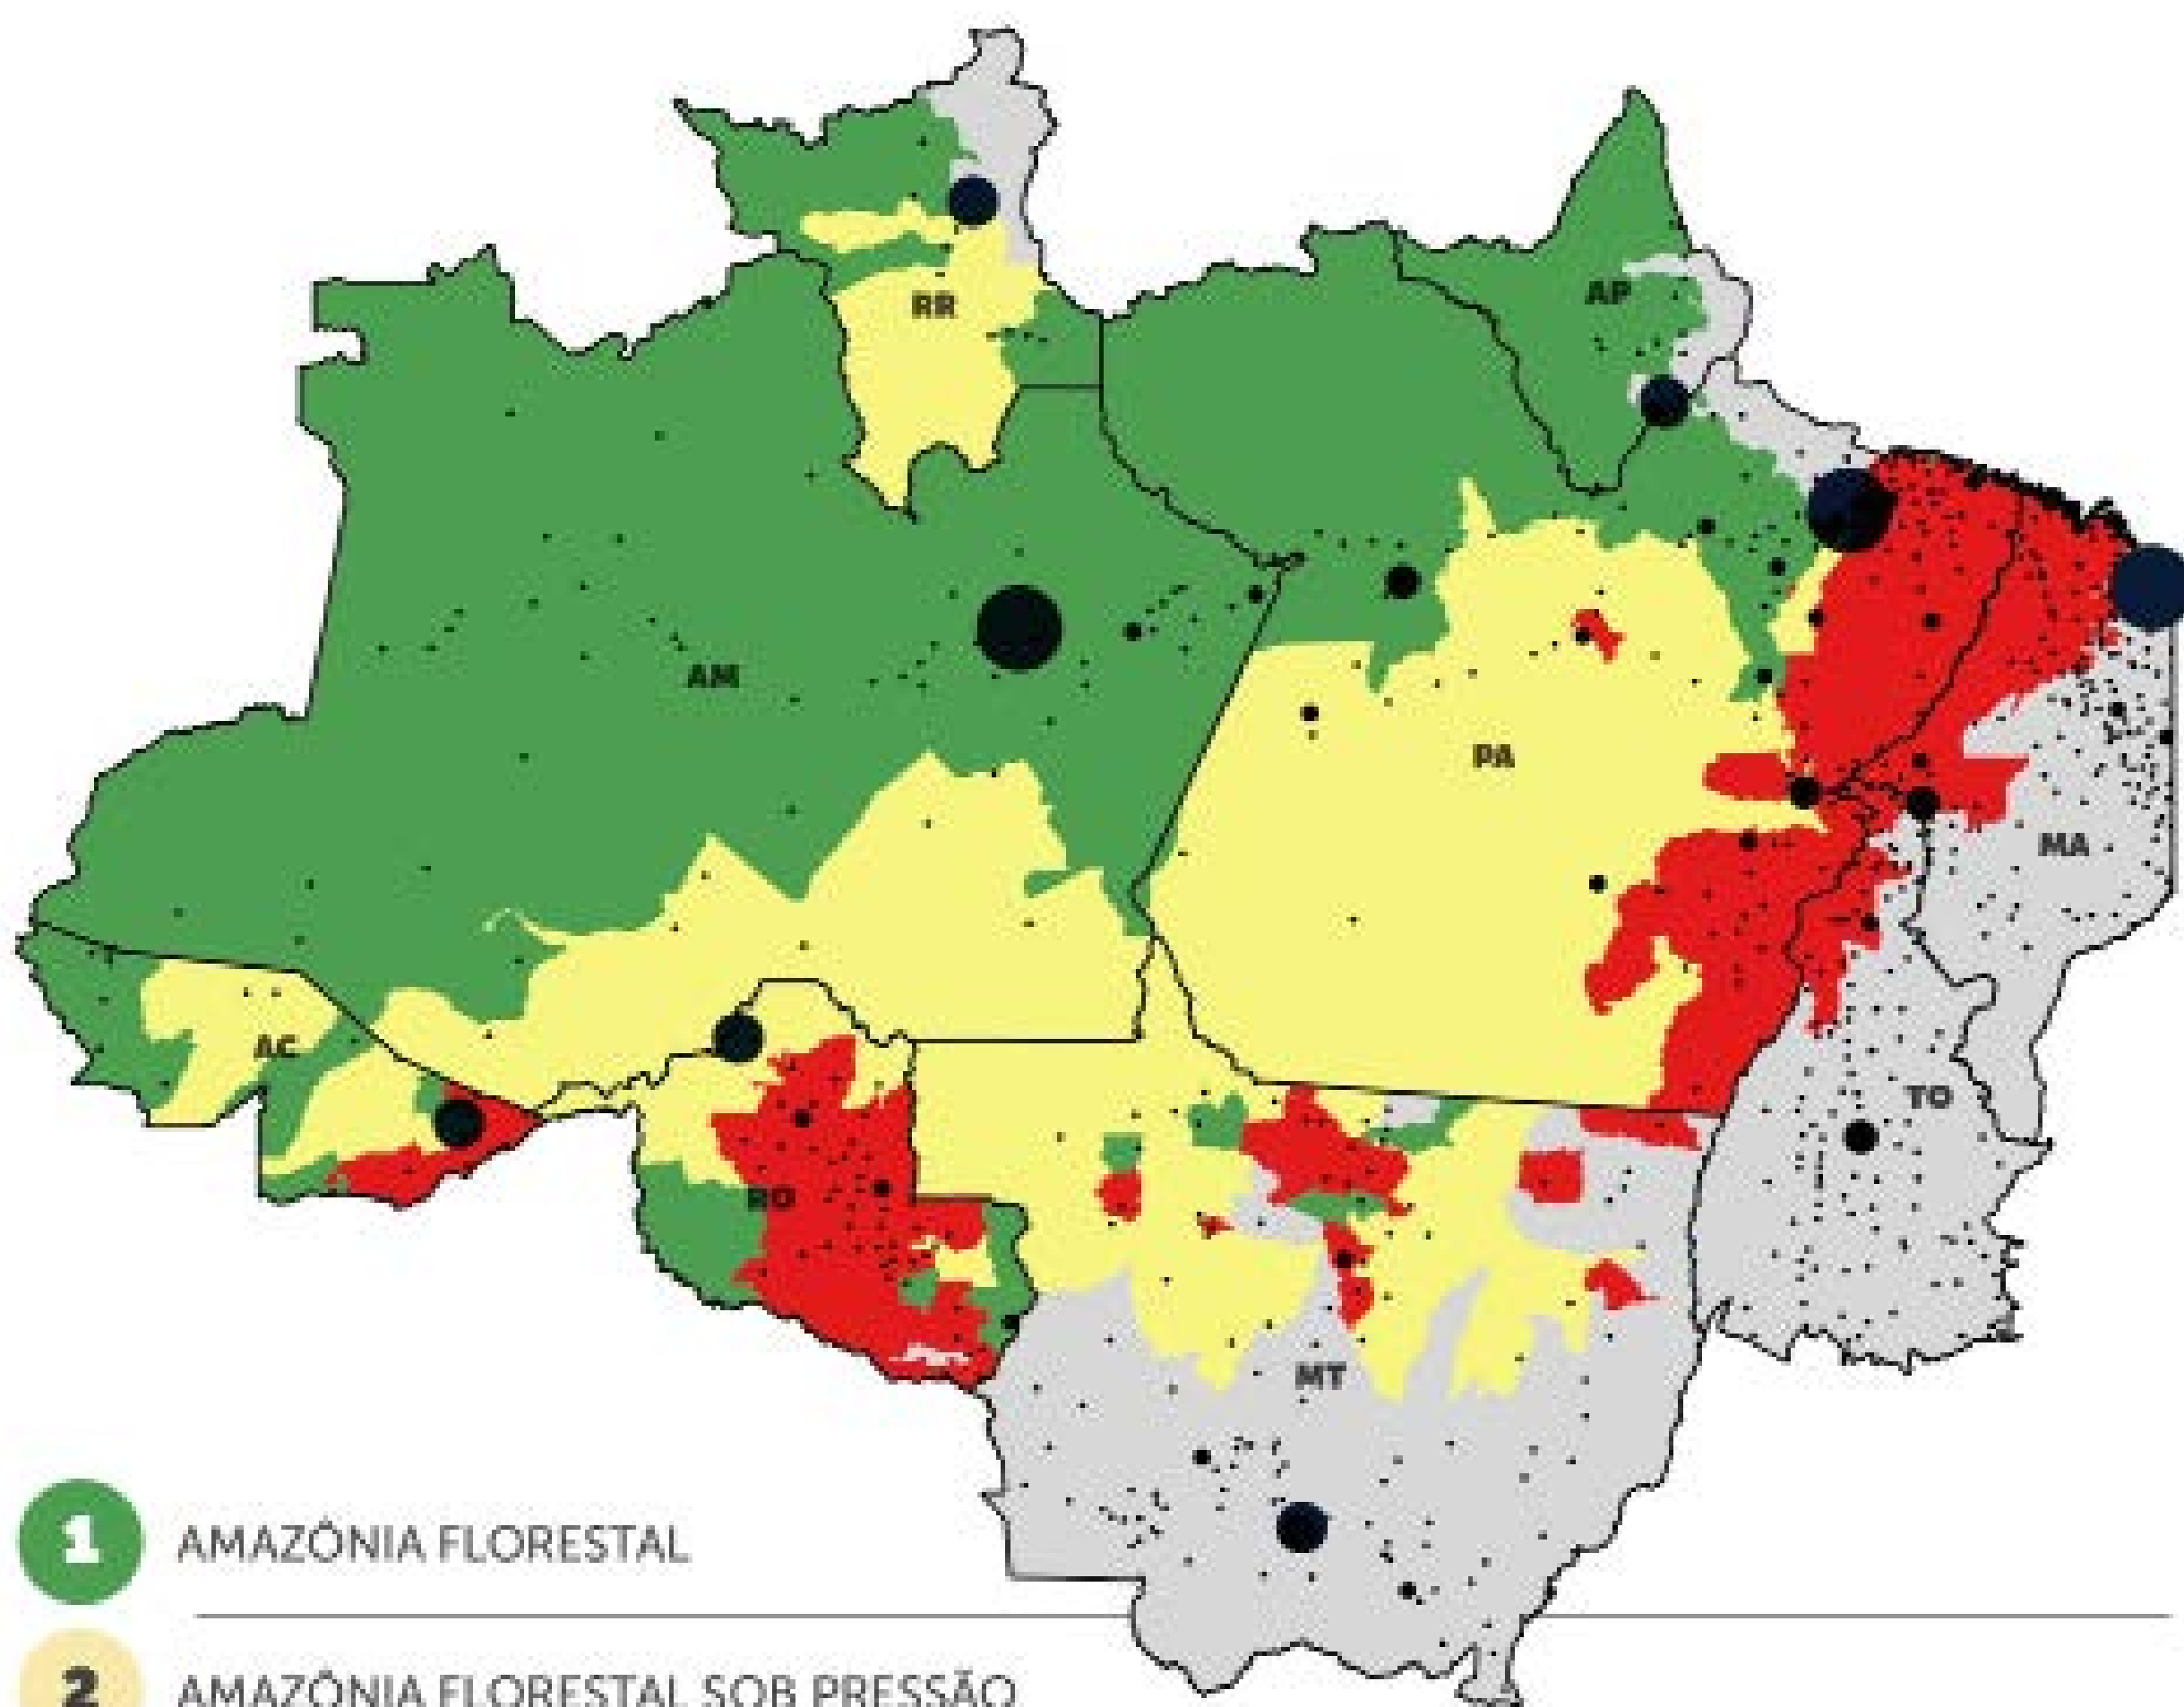 RR
AP
AM
PA
MA
AC
TO
RO
MT
1 AMAZÔNIA FLORESTAL
2 AMAZÔNIA FLORESTAL SOB PRESSÃO